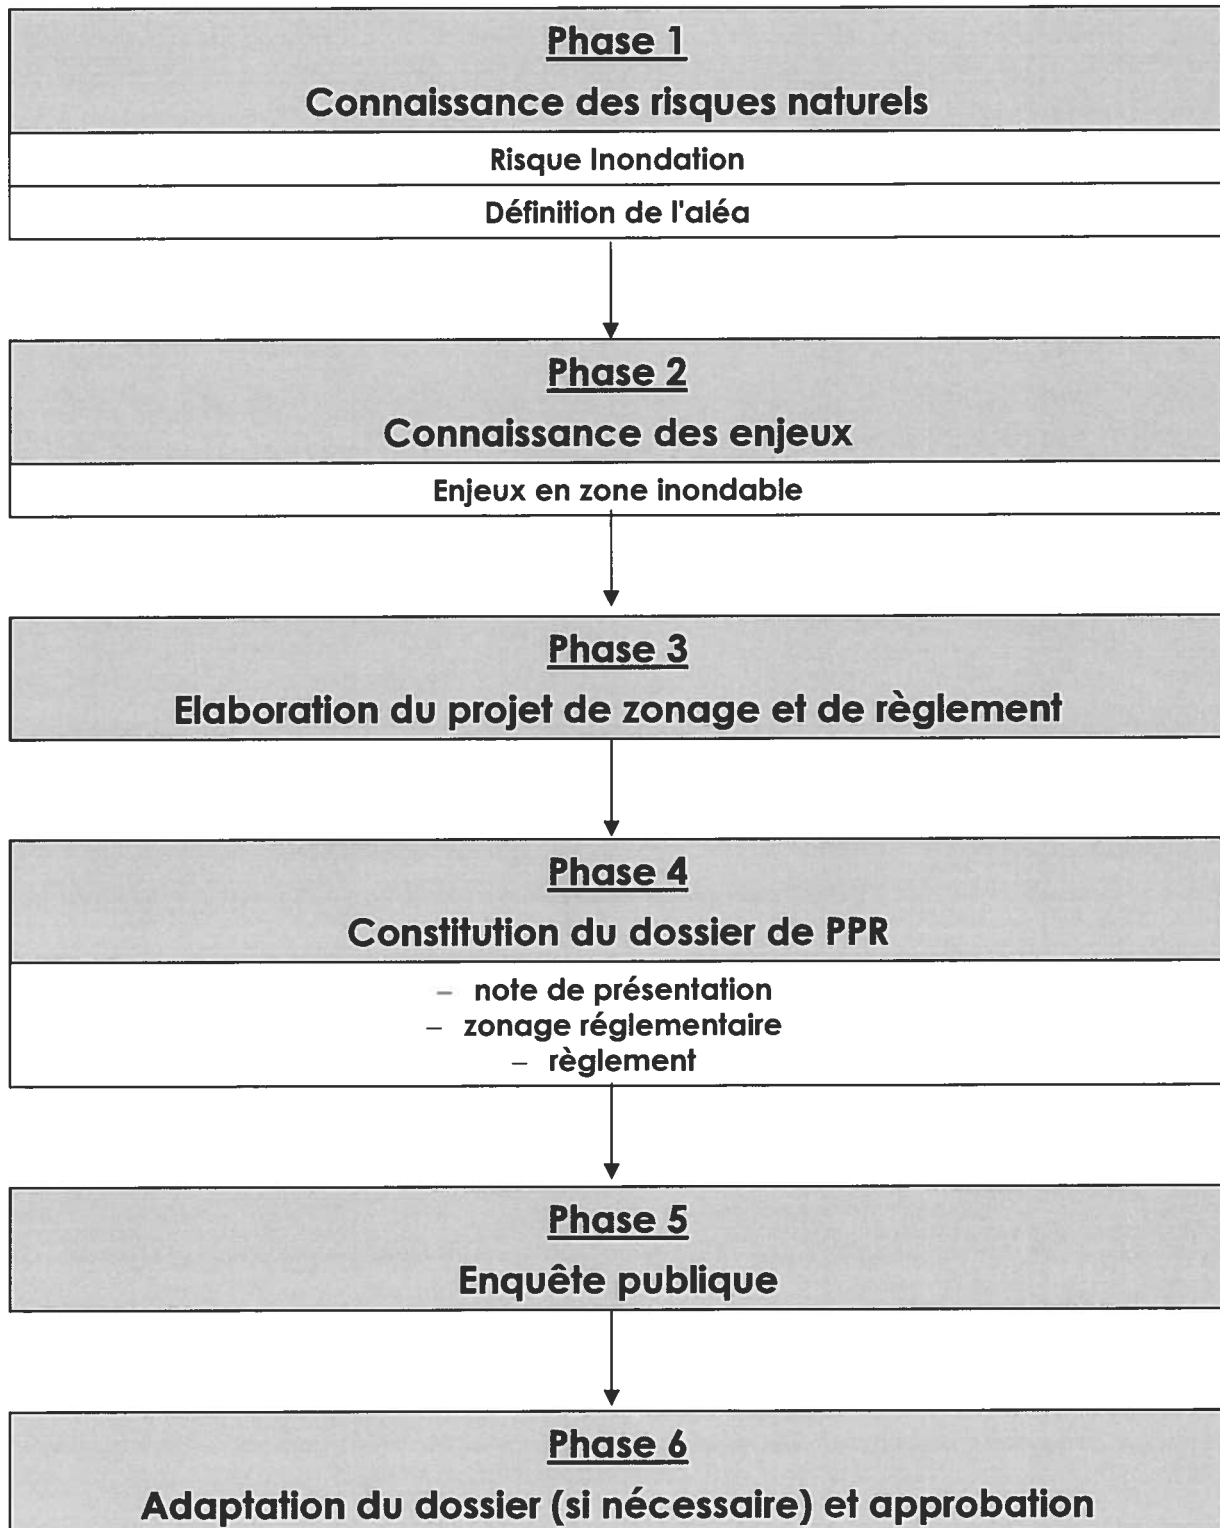 Phase 1
Connaissance des risques naturels
Risque Inondation
Définition de l'aléa
Phase 2
Connaissance des enjeux
Enjeux en zone inondable
Phase 3
Elaboration du projet de zonage et de règlement
Phase 4
Constitution du dossier de PPR
– note de présentation
– zonage réglementaire
– règlement
Phase 5
Enquête publique
Phase 6
Adaptation du dossier (si nécessaire) et approbation